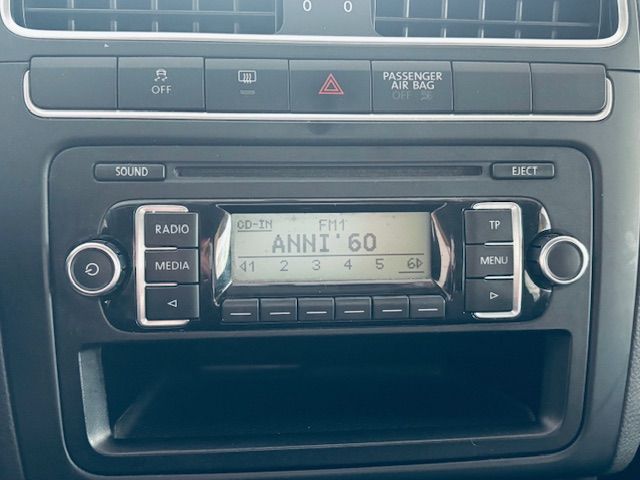 0 0
OFF
PASSENGER
AIR BAG
OFF
SOUND
EJECT
RADIO
MEDIA
CD-IN FM1
ANNI'60
1 2 3 4 5 6
TP
MENU